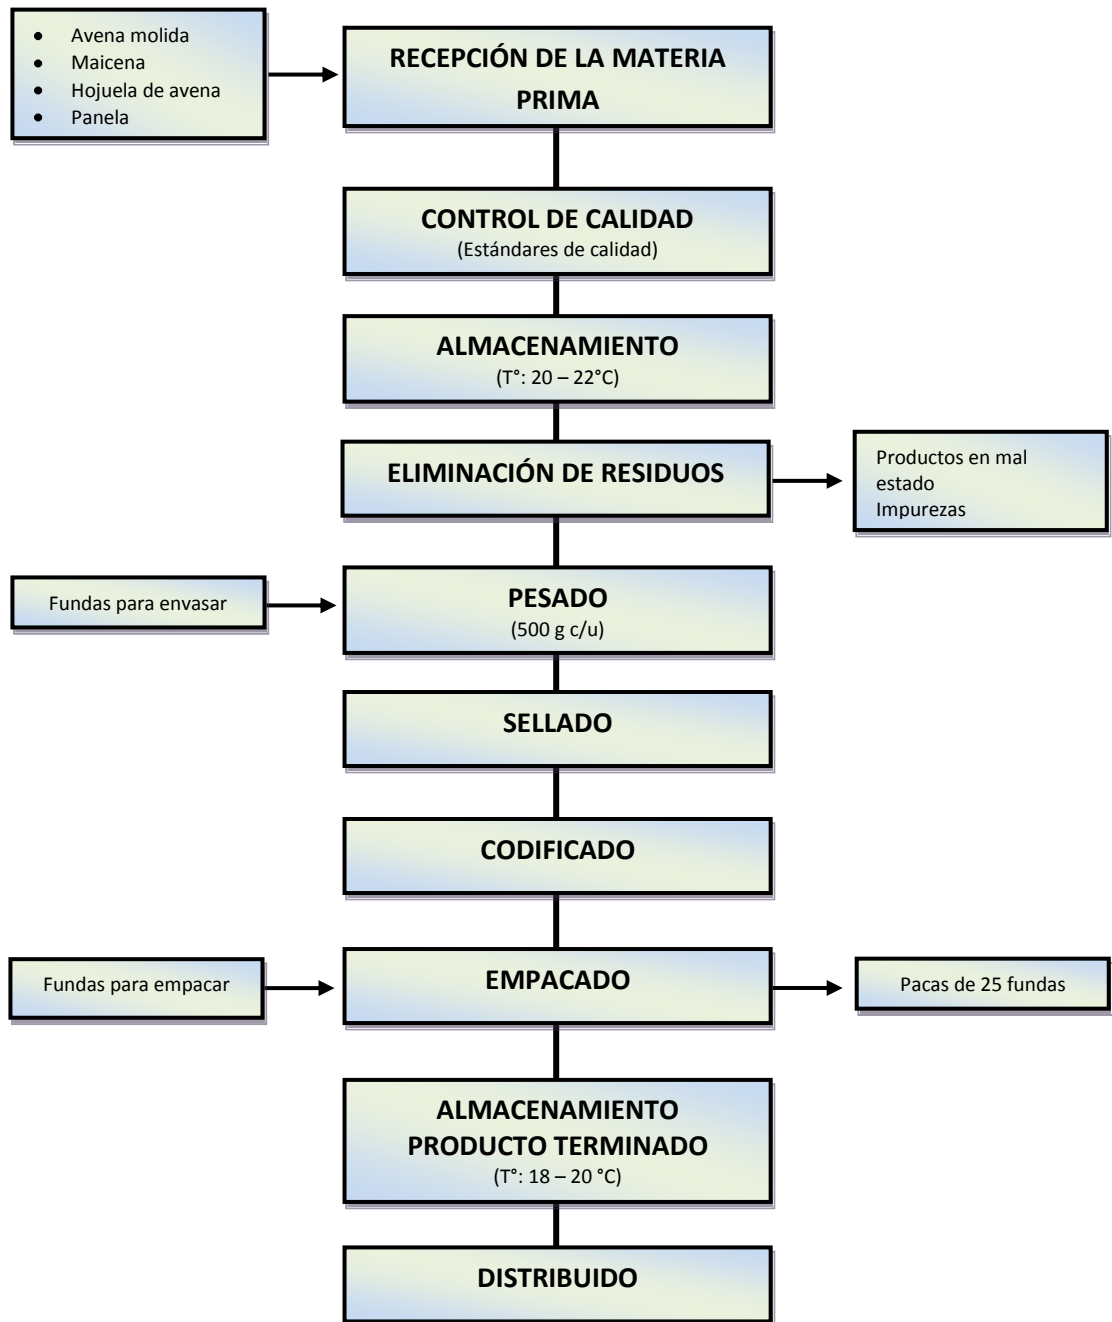 • Avena molida
• Maicena
• Hojuela de avena
• Panela
RECEPCIÓN DE LA MATERIA
PRIMA
CONTROL DE CALIDAD
(Estándares de calidad)
ALMACENAMIENTO
(T°: 20 – 22°C)
ELIMINACIÓN DE RESIDUOS
Productos en mal
estado
Impurezas
Fundas para envasar
PESADO
(500 g c/u)
SELLADO
CODIFICADO
Fundas para empacar
EMPACADO
Pacas de 25 fundas
ALMACENAMIENTO
PRODUCTO TERMINADO
(T°: 18 – 20 °C)
DISTRIBUIDO